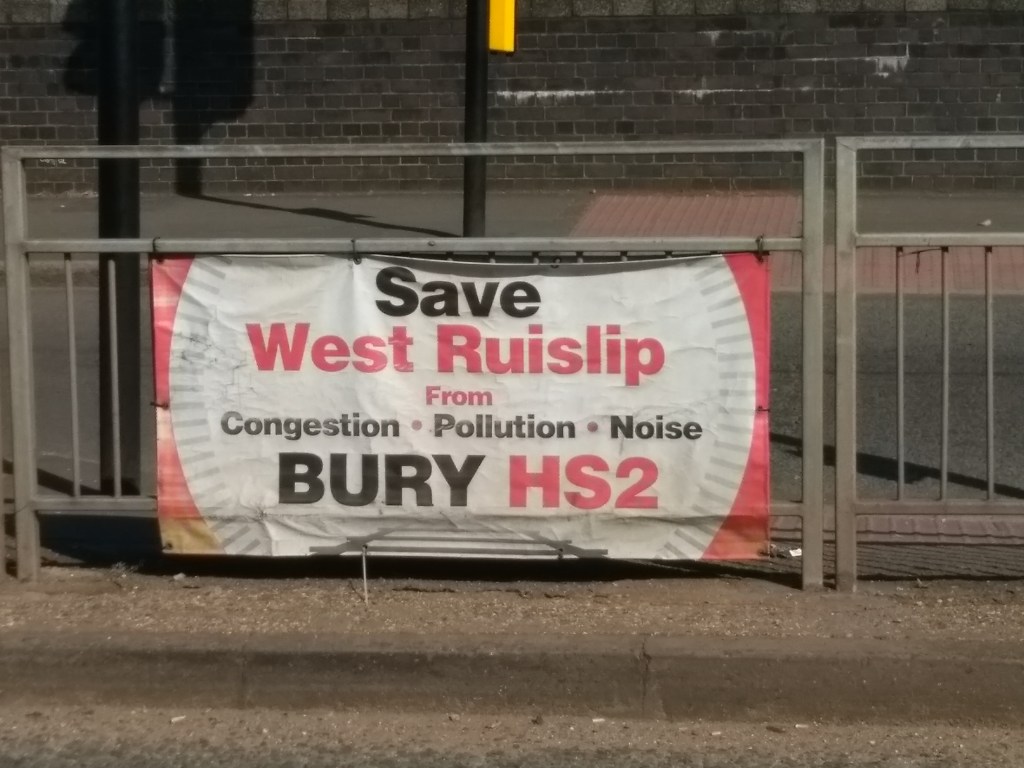 Save
West Ruislip
From
Congestion • Pollution • Noise
BURY HS2